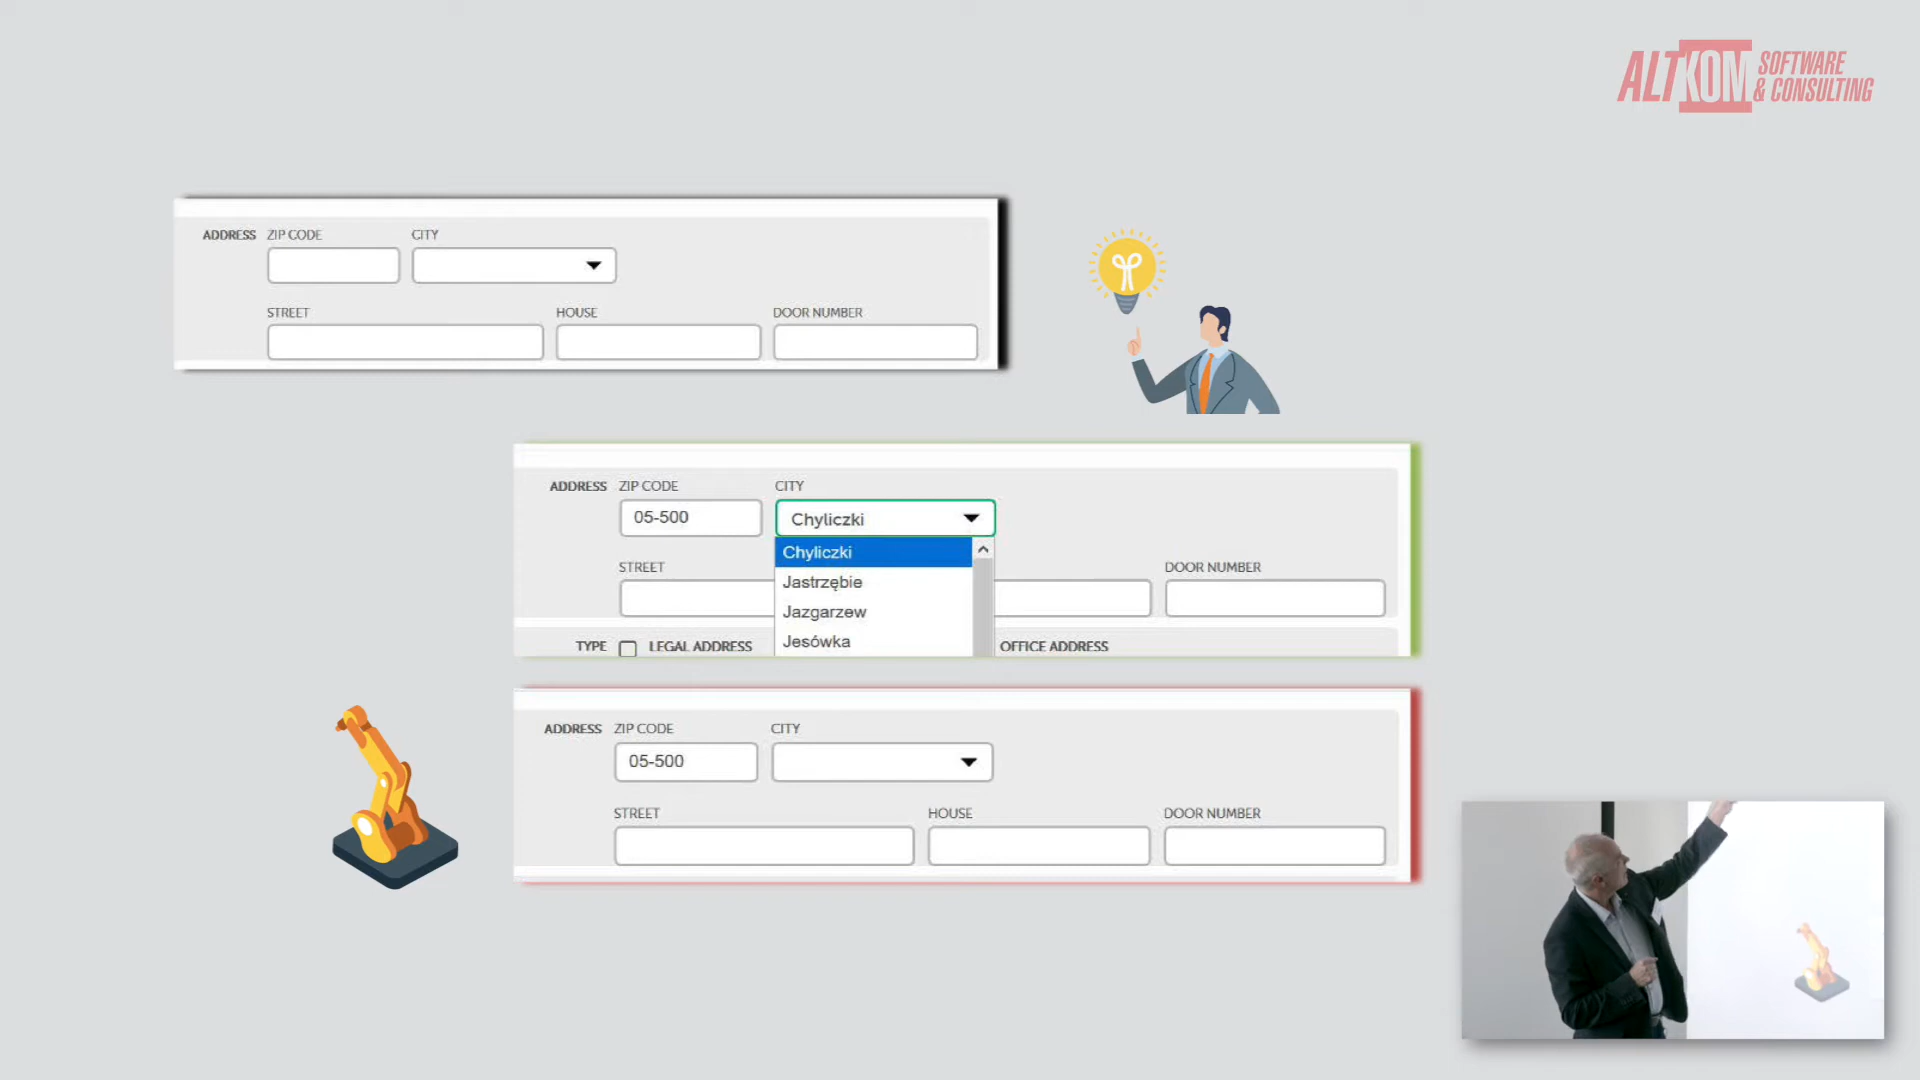 ALTKOM SOFTWARE
& CONSULTING
ADDRESS ZIP CODE CITY
STREET HOUSE DOOR NUMBER
ADDRESS ZIP CODE CITY
05-500 Chyliczki
Chyliczki
STREET DOOR NUMBER
Jastrzębie
Jazgarzew
Jesówka
TYPE LEGAL ADDRESS OFFICE ADDRESS
ADDRESS ZIP CODE CITY
05-500
STREET HOUSE DOOR NUMBER